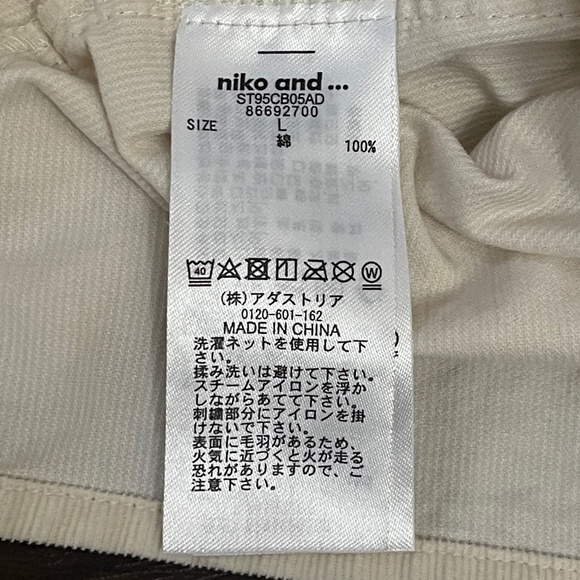 niko and ...
ST95CB05AD
86692700
SIZE L
綿 100%
40 W
(株)アダストリア
0120-601-162
MADE IN CHINA
洗濯ネットを使用して下
さい。
揉み洗いは避けて下さい。
スチームアイロンを浮か
しながらあてて下さい。
刺繍部分にアイロンを掛
けないで下さい。
表面に毛羽があるため、
火気に近づくと火が走る
恐れがありますので、ご
注意下さい。